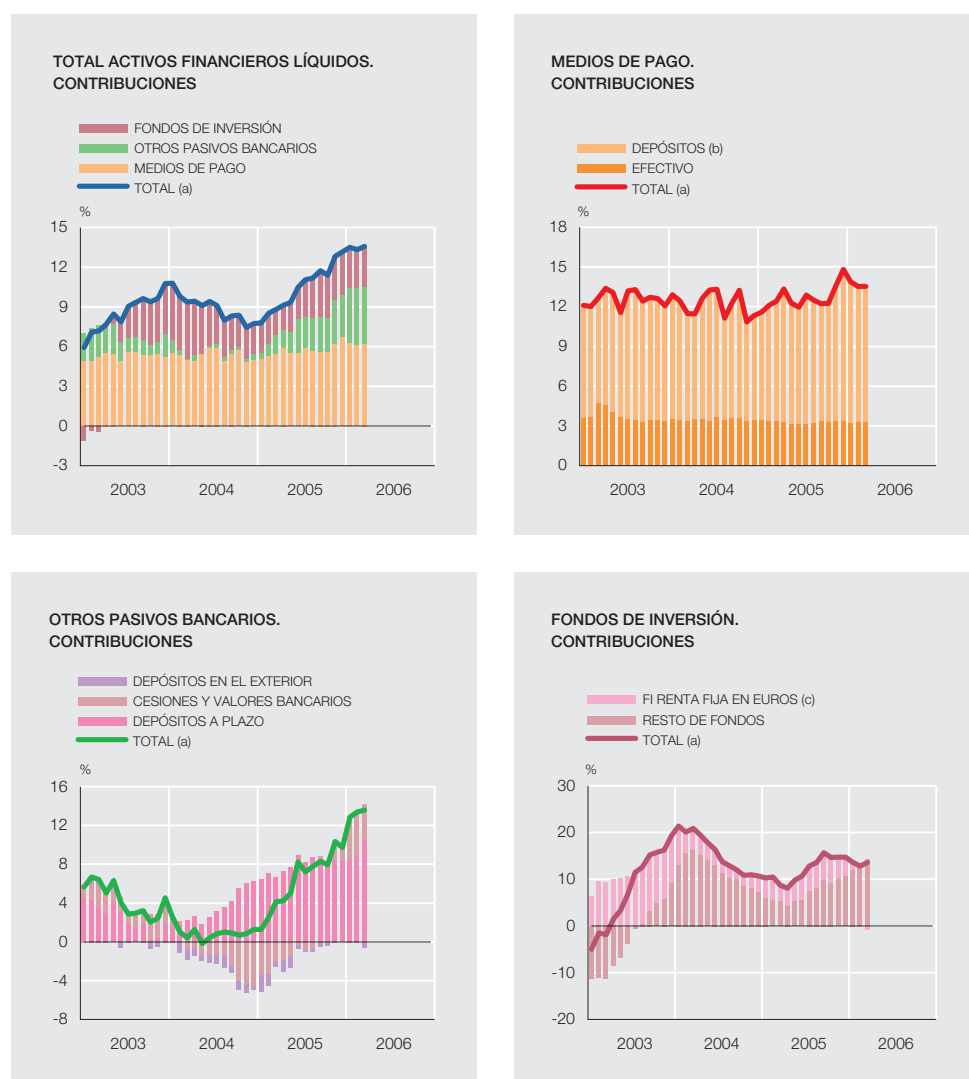 TOTAL ACTIVOS FINANCIEROS LÍQUIDOS.
CONTRIBUCIONES
FONDOS DE INVERSIÓN
OTROS PASIVOS BANCARIOS
MEDIOS DE PAGO
TOTAL (a)
%
15
12
9
6
3
0
-3
2003 2004 2005 2006
MEDIOS DE PAGO.
CONTRIBUCIONES
DEPÓSITOS (b)
EFECTIVO
TOTAL (a)
%
18
15
12
9
6
3
0
2003 2004 2005 2006
OTROS PASIVOS BANCARIOS.
CONTRIBUCIONES
DEPÓSITOS EN EL EXTERIOR
CESIONES Y VALORES BANCARIOS
DEPÓSITOS A PLAZO
TOTAL (a)
%
16
12
8
4
0
-4
-8
2003 2004 2005 2006
FONDOS DE INVERSIÓN.
CONTRIBUCIONES
FI RENTA FIJA EN EUROS (c)
RESTO DE FONDOS
TOTAL (a)
%
30
20
10
0
-10
-20
2003 2004 2005 2006